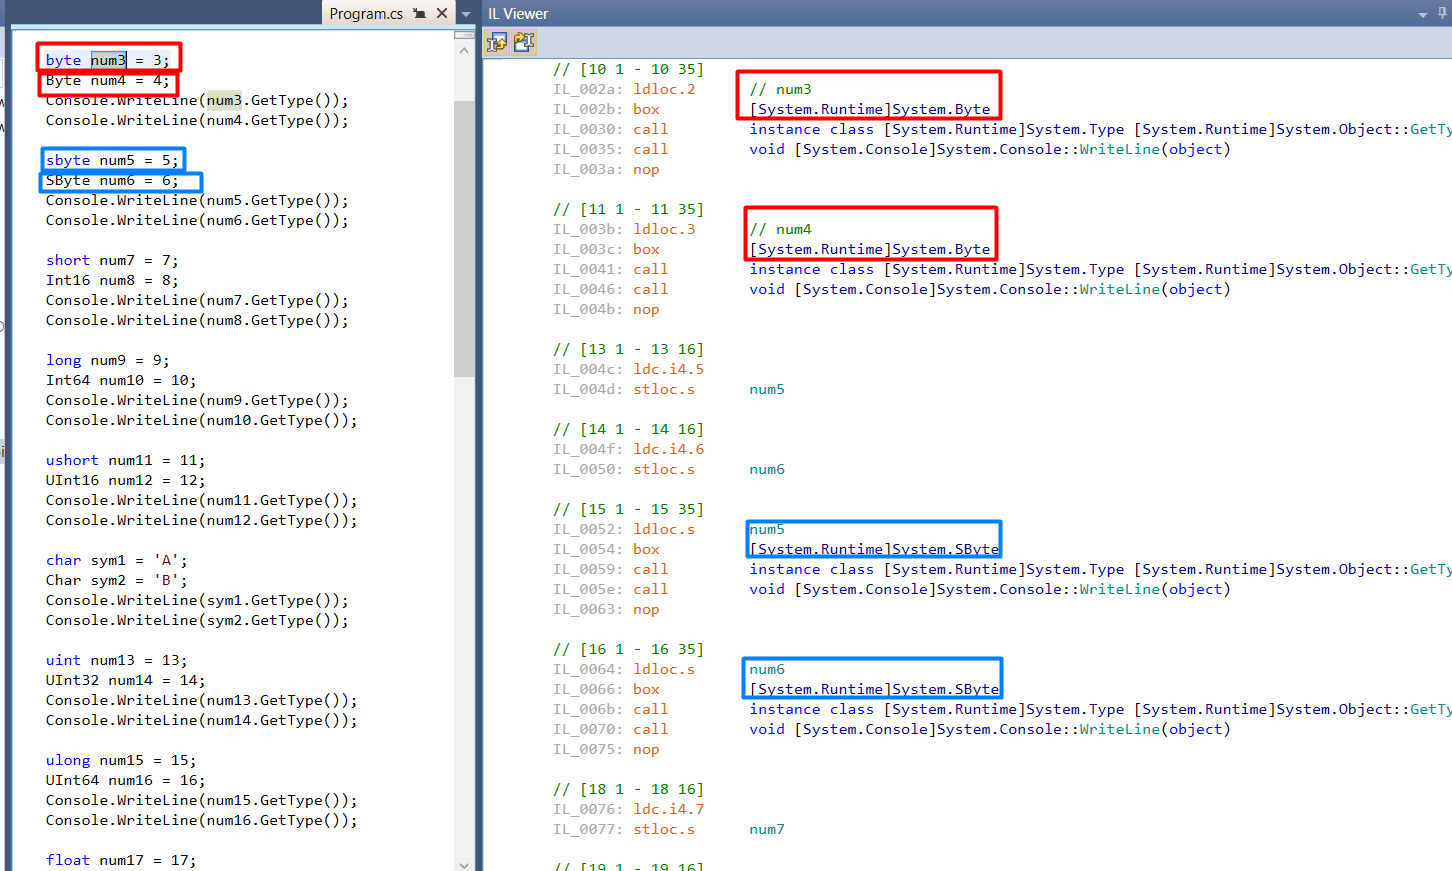 Program.cs
byte num3 = 3;
Byte num4 = 4;
Console.WriteLine(num3.GetType());
Console.WriteLine(num4.GetType());
sbyte num5 = 5;
SByte num6 = 6;
Console.WriteLine(num5.GetType());
Console.WriteLine(num6.GetType());
short num7 = 7;
Int16 num8 = 8;
Console.WriteLine(num7.GetType());
Console.WriteLine(num8.GetType());
long num9 = 9;
Int64 num10 = 10;
Console.WriteLine(num9.GetType());
Console.WriteLine(num10.GetType());
ushort num11 = 11;
UInt16 num12 = 12;
Console.WriteLine(num11.GetType());
Console.WriteLine(num12.GetType());
char sym1 = 'A';
Char sym2 = 'B';
Console.WriteLine(sym1.GetType());
Console.WriteLine(sym2.GetType());
uint num13 = 13;
UInt32 num14 = 14;
Console.WriteLine(num13.GetType());
Console.WriteLine(num14.GetType());
ulong num15 = 15;
UInt64 num16 = 16;
Console.WriteLine(num15.GetType());
Console.WriteLine(num16.GetType());
float num17 = 17;
IL Viewer
// [10 1 - 10 35]
IL_002a: ldloc.2 // num3
IL_002b: box [System.Runtime]System.Byte
IL_0030: call instance class [System.Runtime]System.Type [System.Runtime]System.Object::GetTy
IL_0035: call void [System.Console]System.Console::WriteLine(object)
IL_003a: nop
// [11 1 - 11 35]
IL_003b: ldloc.3 // num4
IL_003c: box [System.Runtime]System.Byte
IL_0041: call instance class [System.Runtime]System.Type [System.Runtime]System.Object::GetTy
IL_0046: call void [System.Console]System.Console::WriteLine(object)
IL_004b: nop
// [13 1 - 13 16]
IL_004c: ldc.i4.5
IL_004d: stloc.s num5
// [14 1 - 14 16]
IL_004f: ldc.i4.6
IL_0050: stloc.s num6
// [15 1 - 15 35]
IL_0052: ldloc.s num5
IL_0054: box [System.Runtime]System.SByte
IL_0059: call instance class [System.Runtime]System.Type [System.Runtime]System.Object::GetTy
IL_005e: call void [System.Console]System.Console::WriteLine(object)
IL_0063: nop
// [16 1 - 16 35]
IL_0064: ldloc.s num6
IL_0066: box [System.Runtime]System.SByte
IL_006b: call instance class [System.Runtime]System.Type [System.Runtime]System.Object::GetTy
IL_0070: call void [System.Console]System.Console::WriteLine(object)
IL_0075: nop
// [18 1 - 18 16]
IL_0076: ldc.i4.7
IL_0077: stloc.s num7
// [19 1 - 19 16]